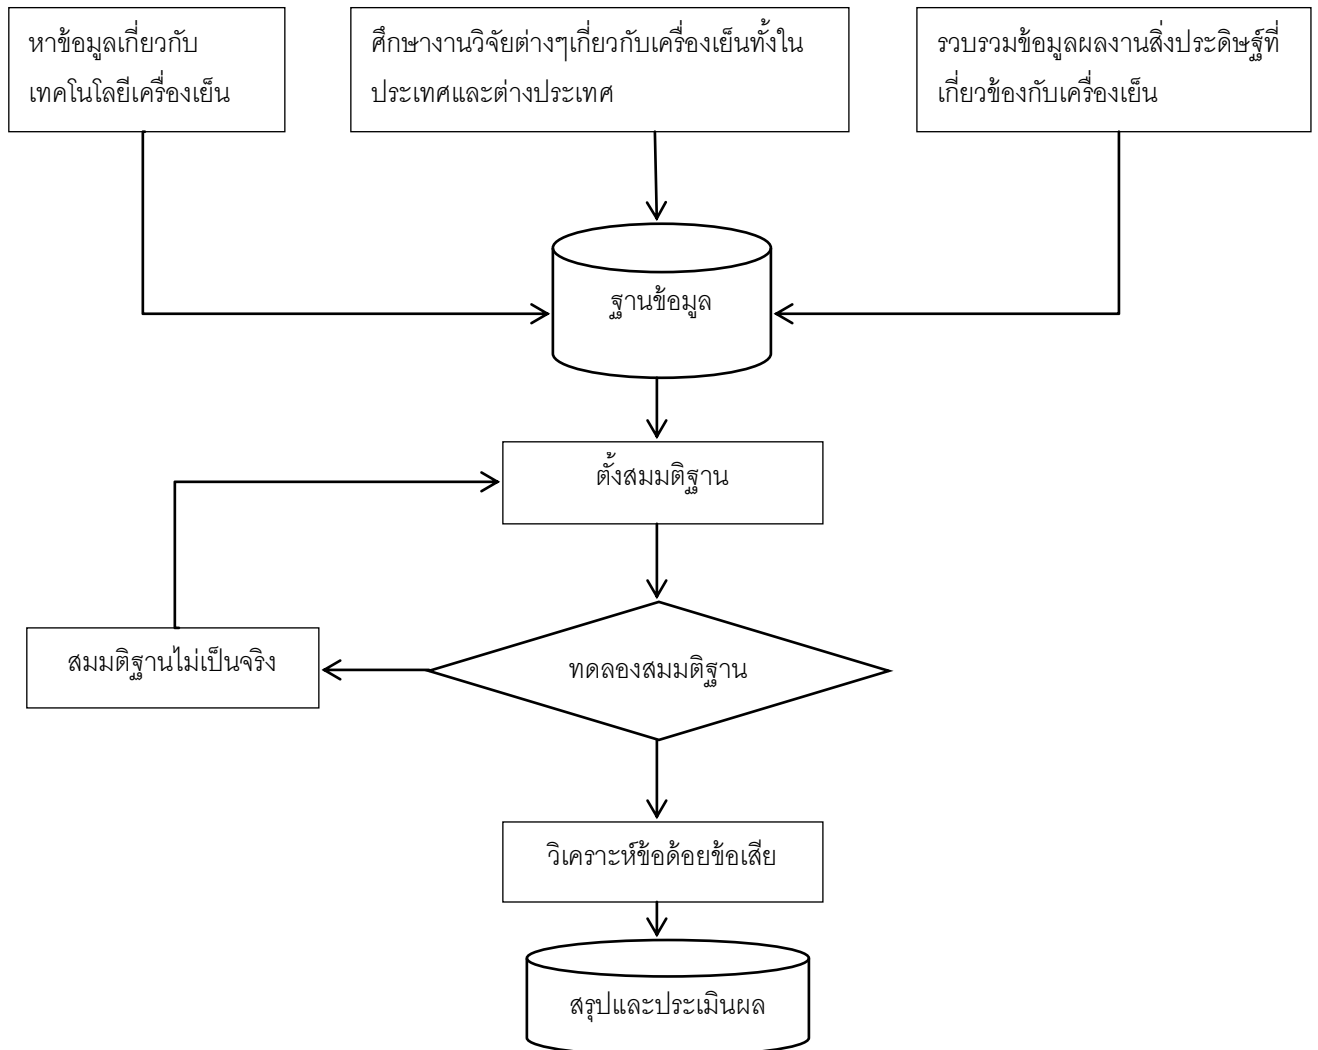 หาข้อมูลเกี่ยวกับ
เทคโนโลยีเครื่องเย็น
ศึกษางานวิจัยต่างๆเกี่ยวกับเครื่องเย็นทั้งใน
ประเทศและต่างประเทศ
รวบรวมข้อมูลผลงานสิ่งประดิษฐ์ที่
เกี่ยวข้องกับเครื่องเย็น
ฐานข้อมูล
ตั้งสมมติฐาน
สมมติฐานไม่เป็นจริง
ทดลองสมมติฐาน
วิเคราะห์ข้อด้อยข้อเสีย
สรุปและประเมินผล